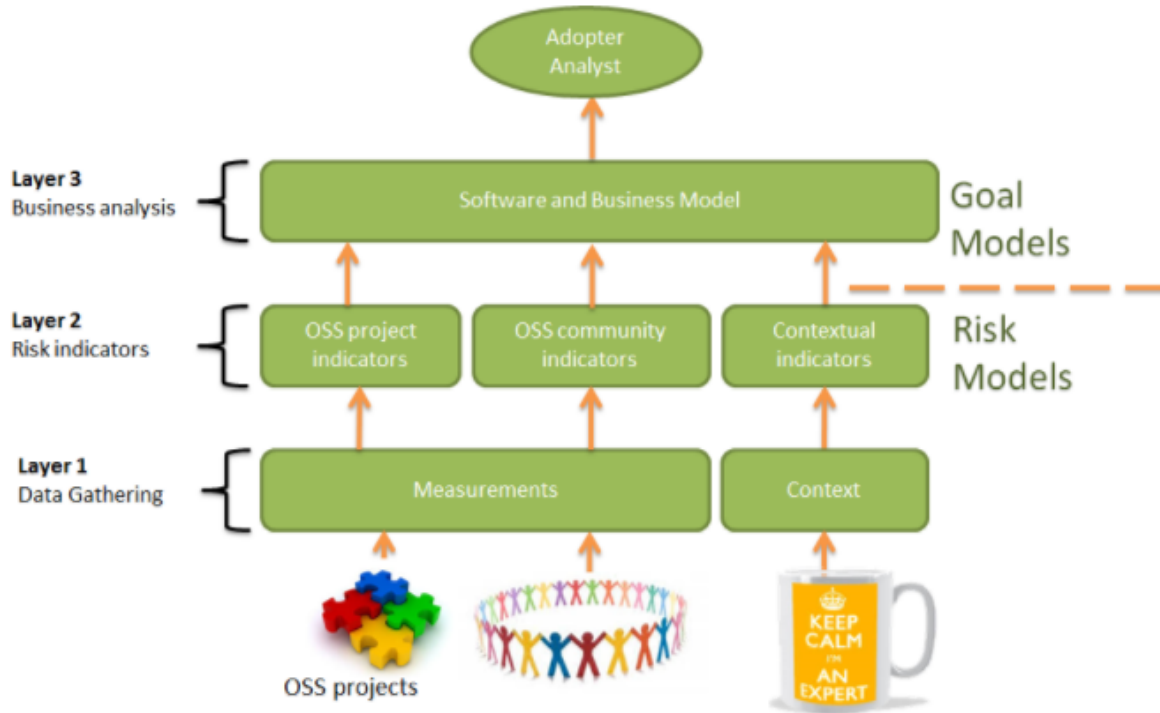 Adopter
Analyst
Layer 3
Business analysis
Software and Business Model
Goal
Models
Layer 2
Risk indicators
OSS project
indicators
OSS community
indicators
Contextual
indicators
Risk
Models
Layer 1
Data Gathering
Measurements
Context
OSS projects
KEEP
CALM
I'M
AN
EXPERT